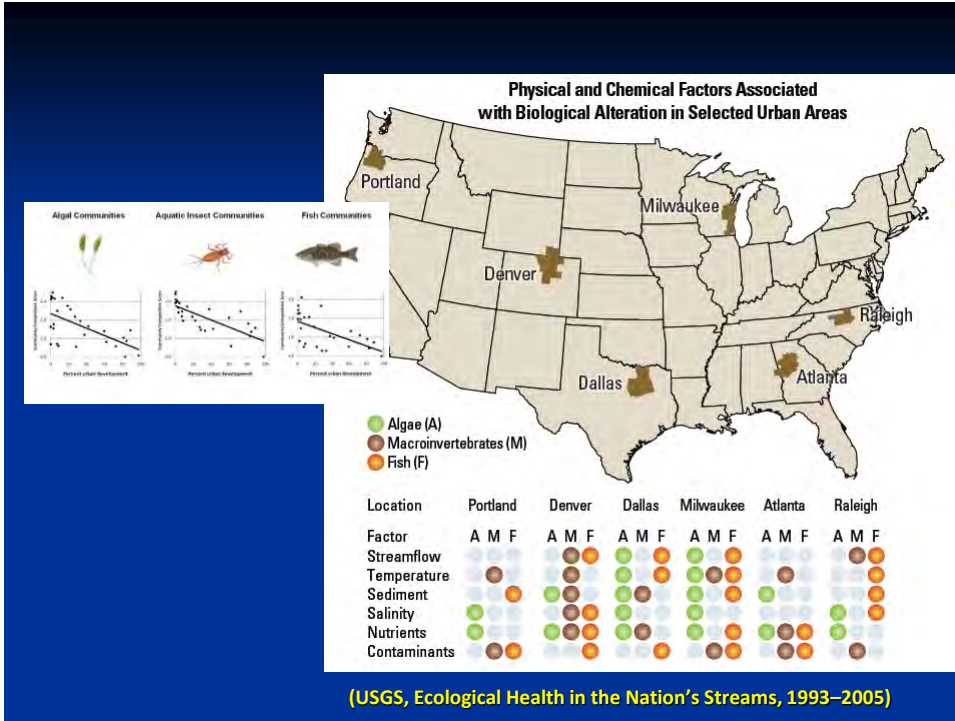 Physical and Chemical Factors Associated
with Biological Alteration in Selected Urban Areas
Portland
Milwaukee
Denver
Raleigh
Dallas
Atlanta
Algal Communities Aquatic Insect Communities Fish Communities
Percent urban development Percent urban development Percent urban development
Algae (A)
Macroinvertebrates (M)
Fish (F)
Location Portland Denver Dallas Milwaukee Atlanta Raleigh
Factor A M F A M F A M F A M F A M F A M F
Streamflow
Temperature
Sediment
Salinity
Nutrients
Contaminants
(USGS, Ecological Health in the Nation’s Streams, 1993–2005)